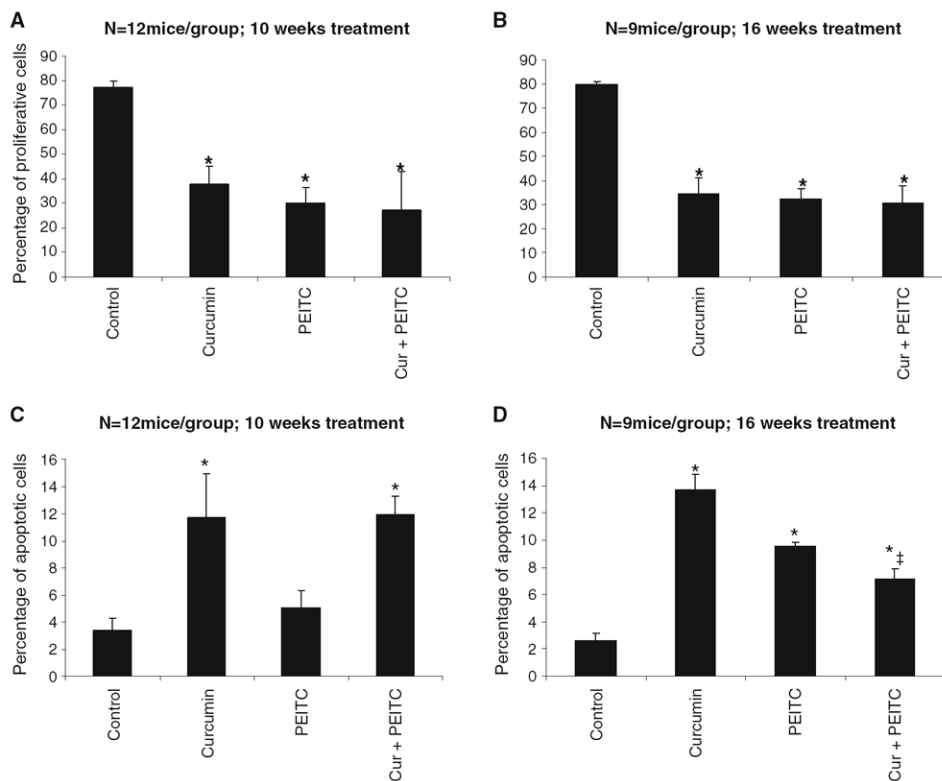 A
N=12mice/group; 10 weeks treatment
Percentage of proliferative cells
90
80
70
60
50
40
30
20
10
0
*
*
*
Control
Curcumin
PEITC
Cur + PEITC
B
N=9mice/group; 16 weeks treatment
90
80
70
60
50
40
30
20
10
0
*
*
*
Control
Curcumin
PEITC
Cur + PEITC
C
N=12mice/group; 10 weeks treatment
Percentage of apoptotic cells
16
14
12
10
8
6
4
2
0
*
*
Control
Curcumin
PEITC
Cur + PEITC
D
N=9mice/group; 16 weeks treatment
Percentage of apoptotic cells
16
14
12
10
8
6
4
2
0
*
*
*‡
Control
Curcumin
PEITC
Cur + PEITC